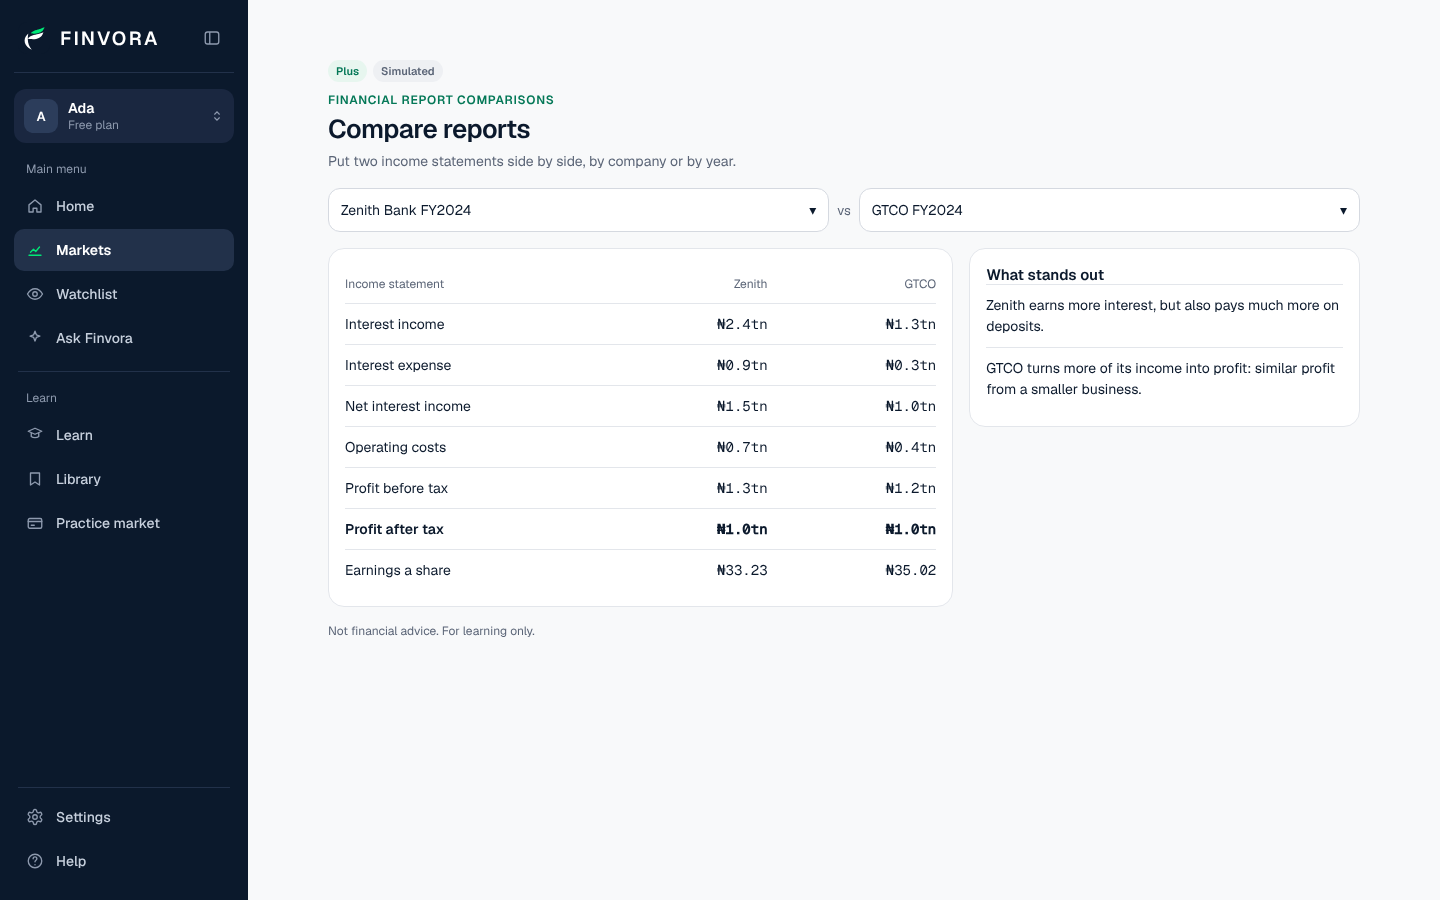 FINVORA
A
Ada
Free plan
Main menu
Home
Markets
Watchlist
Ask Finvora
Learn
Learn
Library
Practice market
Settings
Help
Plus Simulated
FINANCIAL REPORT COMPARISONS
Compare reports
Put two income statements side by side, by company or by year.
Zenith Bank FY2024 vs GTCO FY2024
Income statement Zenith GTCO
Interest income ₦2.4tn ₦1.3tn
Interest expense ₦0.9tn ₦0.3tn
Net interest income ₦1.5tn ₦1.0tn
Operating costs ₦0.7tn ₦0.4tn
Profit before tax ₦1.3tn ₦1.2tn
Profit after tax ₦1.0tn ₦1.0tn
Earnings a share ₦33.23 ₦35.02
What stands out
Zenith earns more interest, but also pays much more on
deposits.
GTCO turns more of its income into profit: similar profit
from a smaller business.
Not financial advice. For learning only.